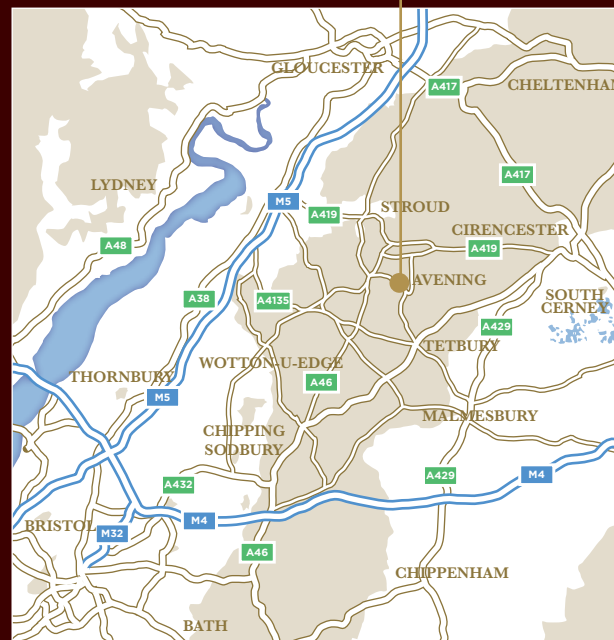 GLOUCESTER
A417
CHELTENHAM
A417
LYDNEY
M5
A419
STROUD
CIRENCESTER
A48
A419
AVENING
A38
A4135
SOUTH
CERNEY
A429
TETBURY
WOTTON-U-EDGE
THORNBURY
A46
M5
MALMESBURY
CHIPPING
SODBURY
A432
A429
M4
M4
BRISTOL
M32
A46
CHIPPENHAM
BATH